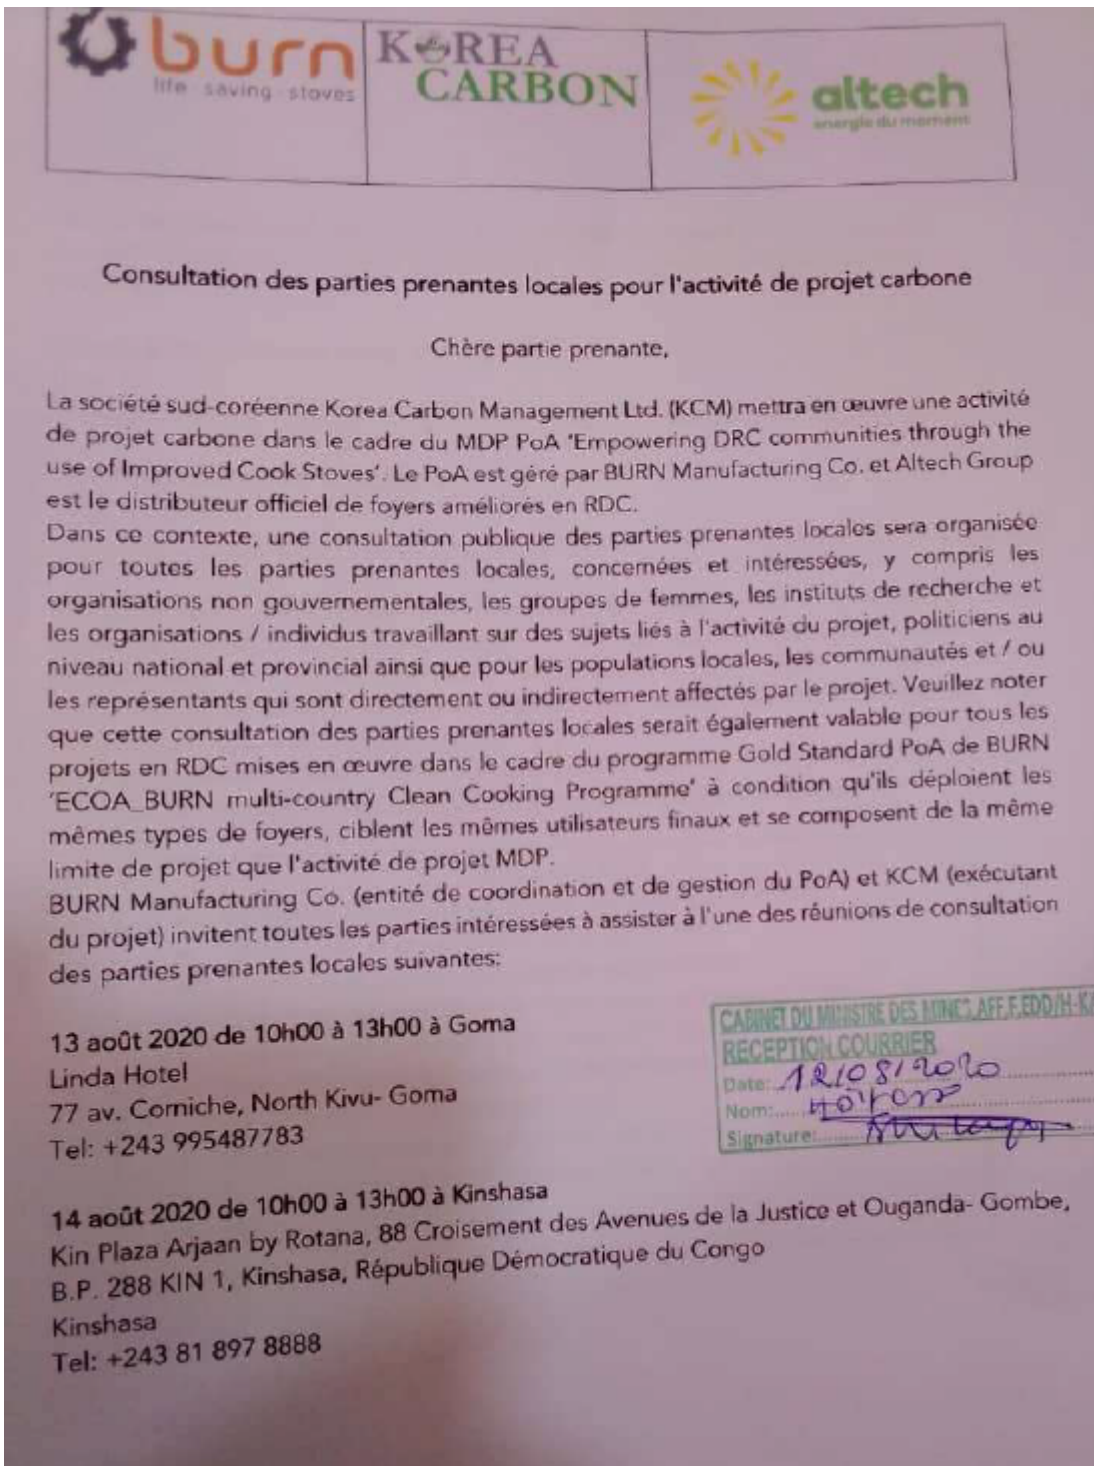 burn
life saving stoves
KOREA
CARBON
altech
energie du moment
Consultation des parties prenantes locales pour l'activité de projet carbone
Chère partie prenante,
La société sud-coréenne Korea Carbon Management Ltd. (KCM) mettra en œuvre une activité
de projet carbone dans le cadre du MDP PoA 'Empowering DRC communities through the
use of Improved Cook Stoves'. Le PoA est géré par BURN Manufacturing Co. et Altech Group
est le distributeur officiel de foyers améliorés en RDC.
Dans ce contexte, une consultation publique des parties prenantes locales sera organisée
pour toutes les parties prenantes locales, concernées et intéressées, y compris les
organisations non gouvernementales, les groupes de femmes, les instituts de recherche et
les organisations / individus travaillant sur des sujets liés à l'activité du projet, politiciens au
niveau national et provincial ainsi que pour les populations locales, les communautés et / ou
les représentants qui sont directement ou indirectement affectés par le projet. Veuillez noter
que cette consultation des parties prenantes locales serait également valable pour tous les
projets en RDC mises en œuvre dans le cadre du programme Gold Standard PoA de BURN
'ECOA_BURN multi-country Clean Cooking Programme' à condition qu'ils déploient les
mêmes types de foyers, ciblent les mêmes utilisateurs finaux et se composent de la même
limite de projet que l'activité de projet MDP.
BURN Manufacturing Co. (entité de coordination et de gestion du PoA) et KCM (exécutant
du projet) invitent toutes les parties intéressées à assister à l'une des réunions de consultation
des parties prenantes locales suivantes:
13 août 2020 de 10h00 à 13h00 à Goma
Linda Hotel
77 av. Corniche, North Kivu- Goma
Tel: +243 995487783
CABINET DU MINISTRE DES
RECEPTION COURRIER
Date: 12/08/2020
Nom:
Signature:
14 août 2020 de 10h00 à 13h00 à Kinshasa
Kin Plaza Arjaan by Rotana, 88 Croisement des Avenues de la Justice et Ouganda- Gombe,
B.P. 288 KIN 1, Kinshasa, République Démocratique du Congo
Kinshasa
Tel: +243 81 897 8888